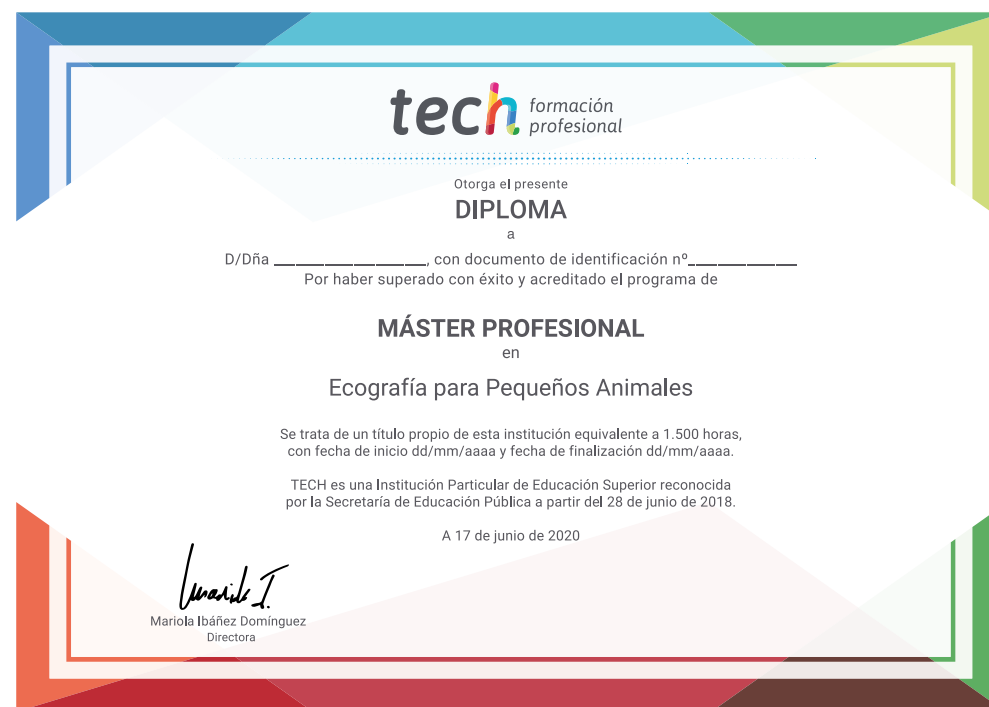 tech formación
profesional
Otorga el presente
DIPLOMA
a
D/Dña ______________, con documento de identificación nº__________
Por haber superado con éxito y acreditado el programa de
MÁSTER PROFESIONAL
en
Ecografía para Pequeños Animales
Se trata de un título propio de esta institución equivalente a 1.500 horas,
con fecha de inicio dd/mm/aaaa y fecha de finalización dd/mm/aaaa.
TECH es una Institución Particular de Educación Superior reconocida
por la Secretaría de Educación Pública a partir del 28 de junio de 2018.
A 17 de junio de 2020
Mariola I.
Mariola Ibáñez Domínguez
Directora